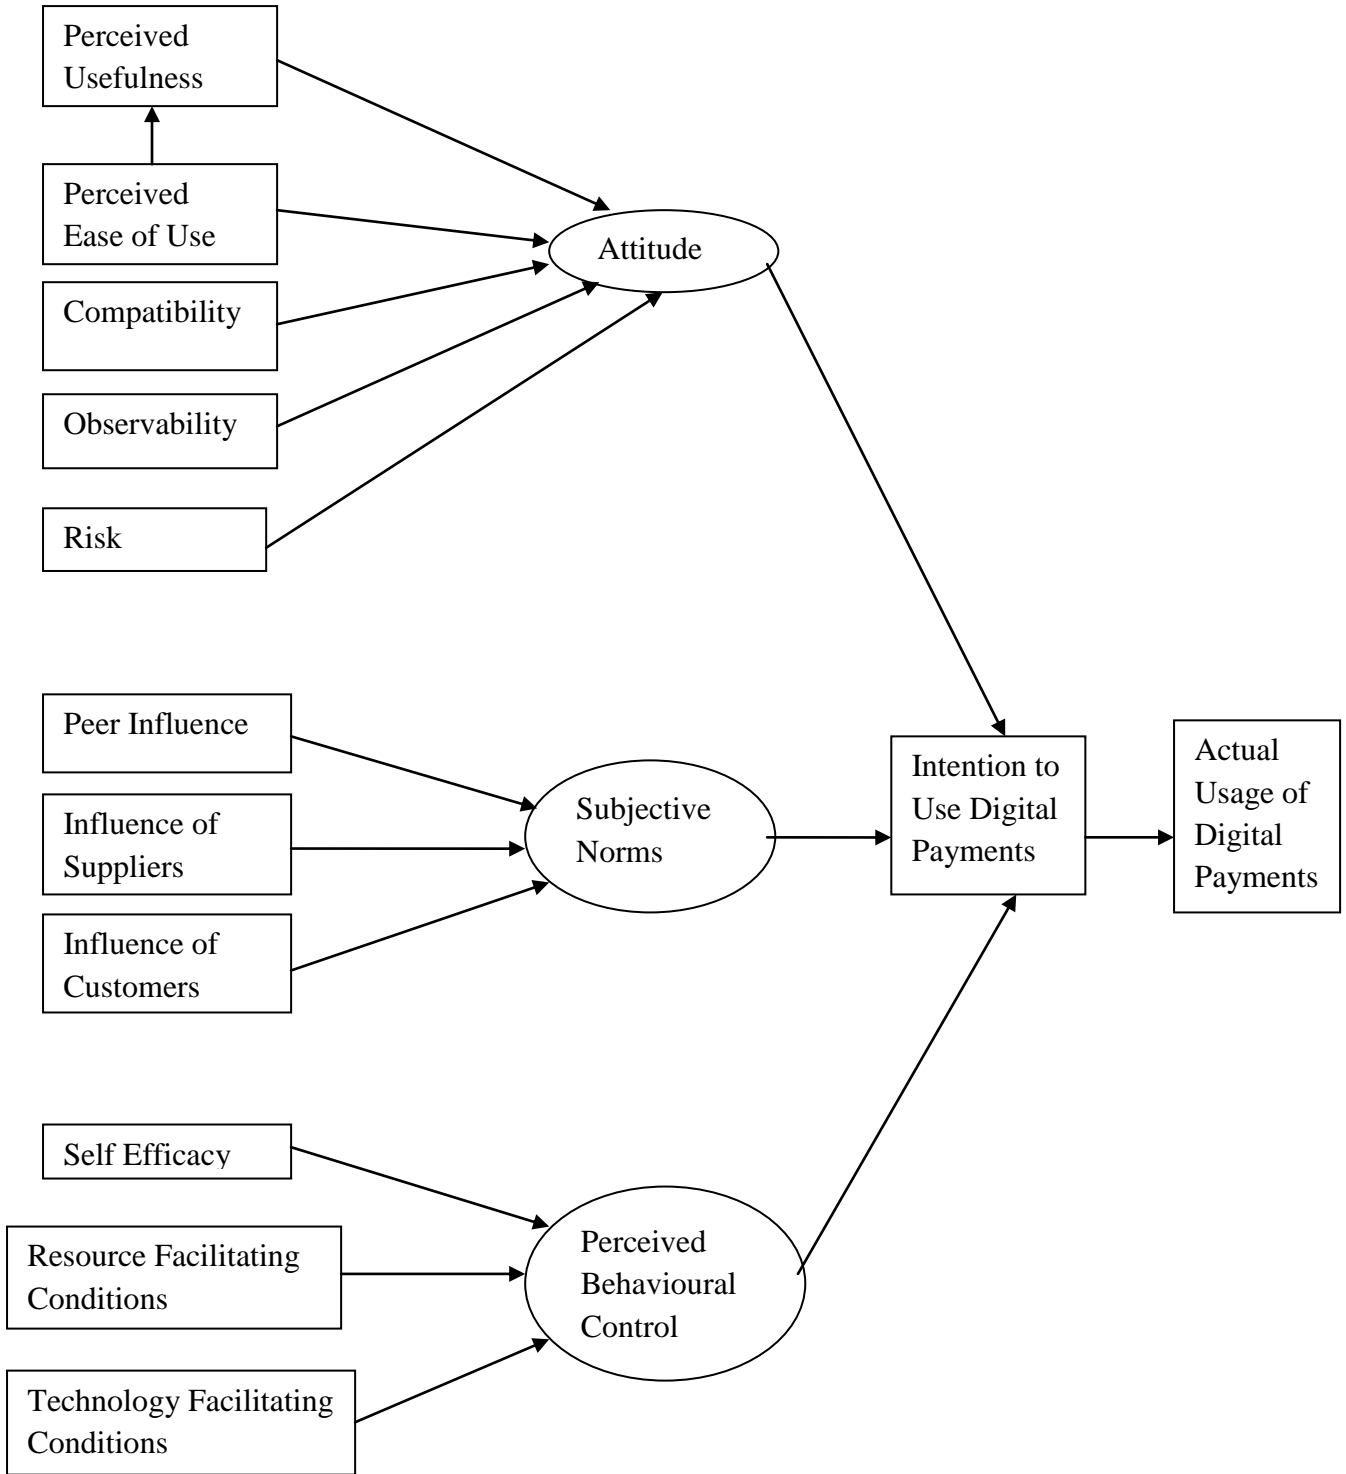 Perceived
Usefulness
Perceived
Ease of Use
Attitude
Compatibility
Observability
Risk
Peer Influence
Influence of
Suppliers
Influence of
Customers
Subjective
Norms
Intention to
Use Digital
Payments
Actual
Usage of
Digital
Payments
Self Efficacy
Resource Facilitating
Conditions
Technology Facilitating
Conditions
Perceived
Behavioural
Control